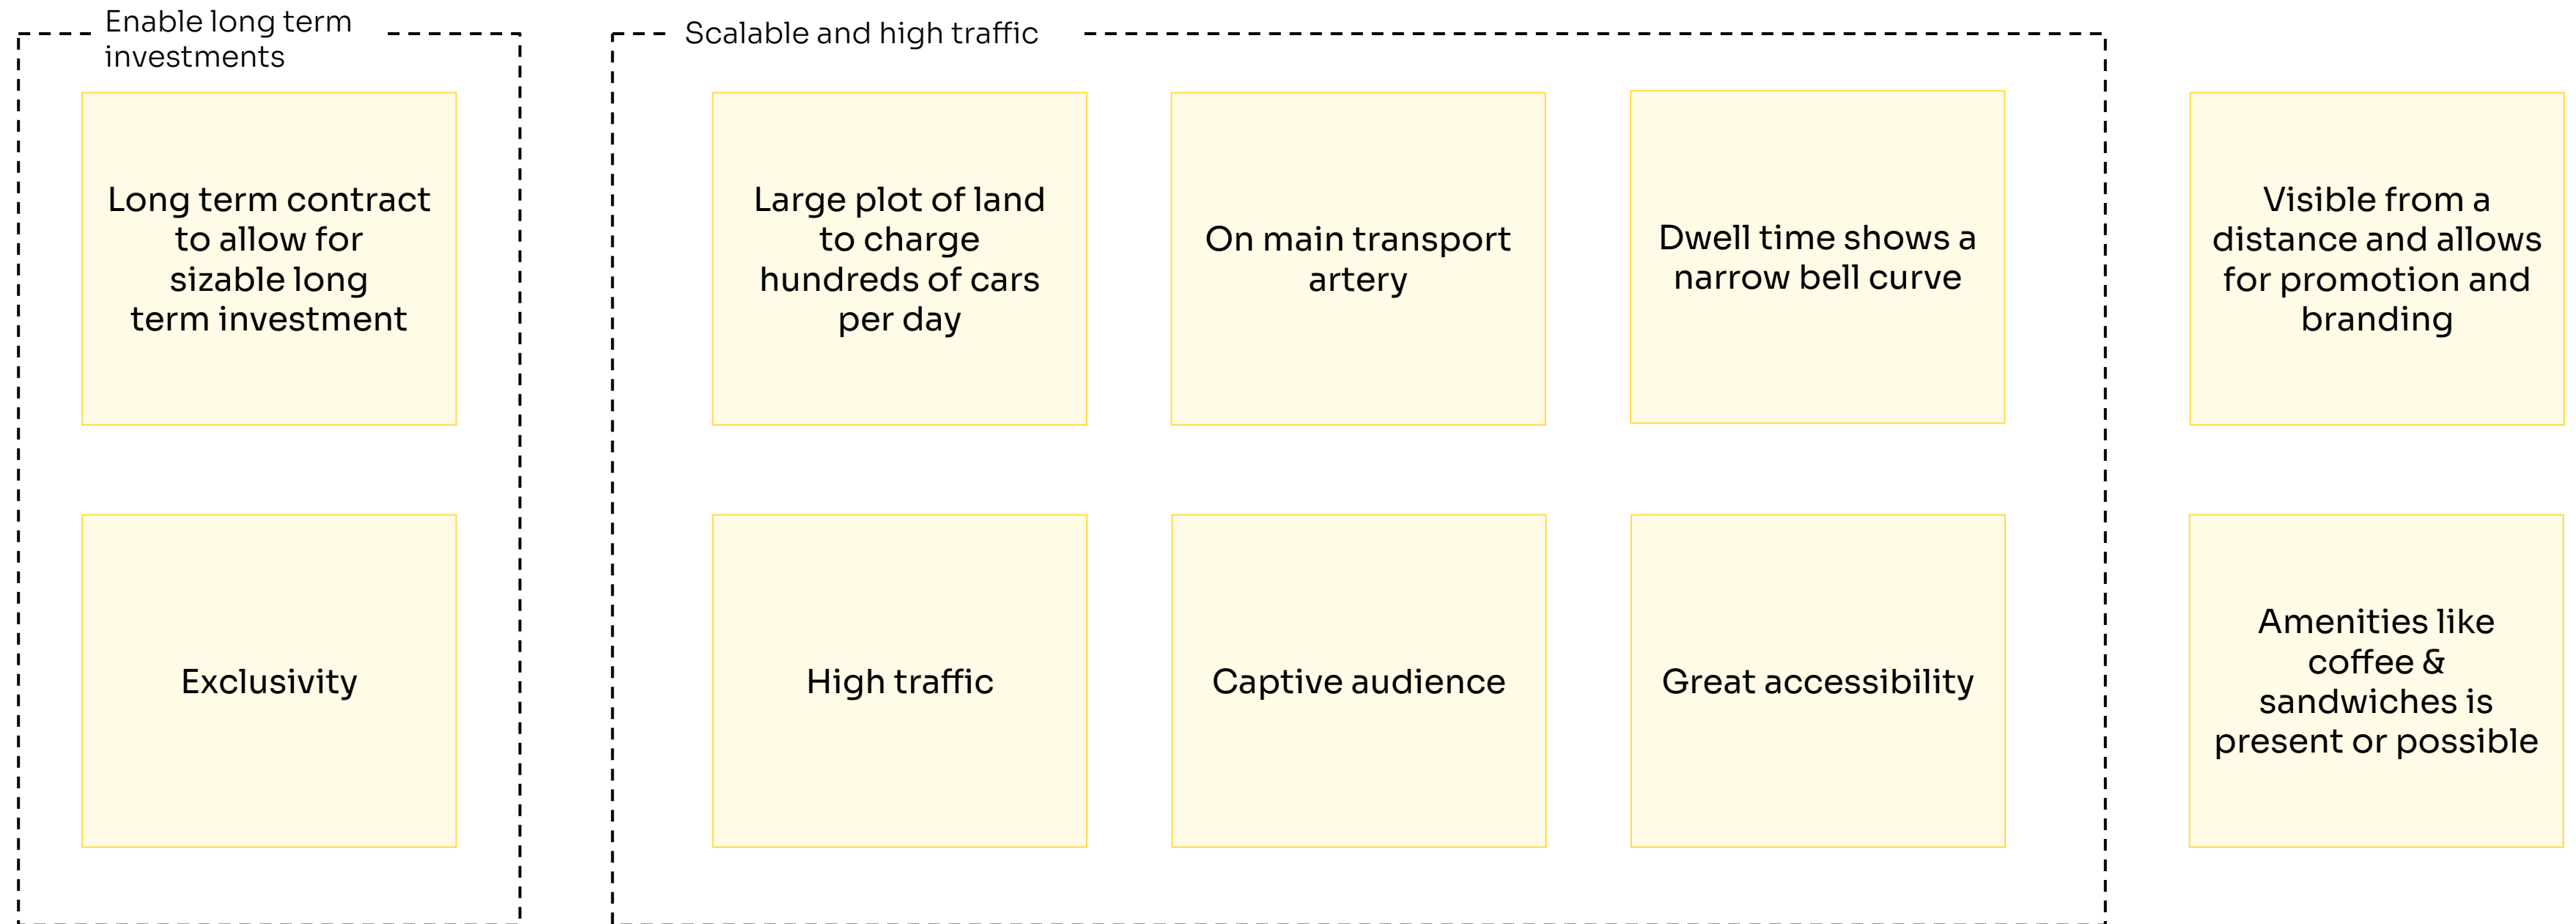 Enable long term
investments
Scalable and high traffic
Long term contract
to allow for
sizable long
term investment
Large plot of land
to charge
hundreds of cars
per day
On main transport
artery
Dwell time shows a
narrow bell curve
Visible from a
distance and allows
for promotion and
branding
Exclusivity
High traffic
Captive audience
Great accessibility
Amenities like
coffee &
sandwiches is
present or possible